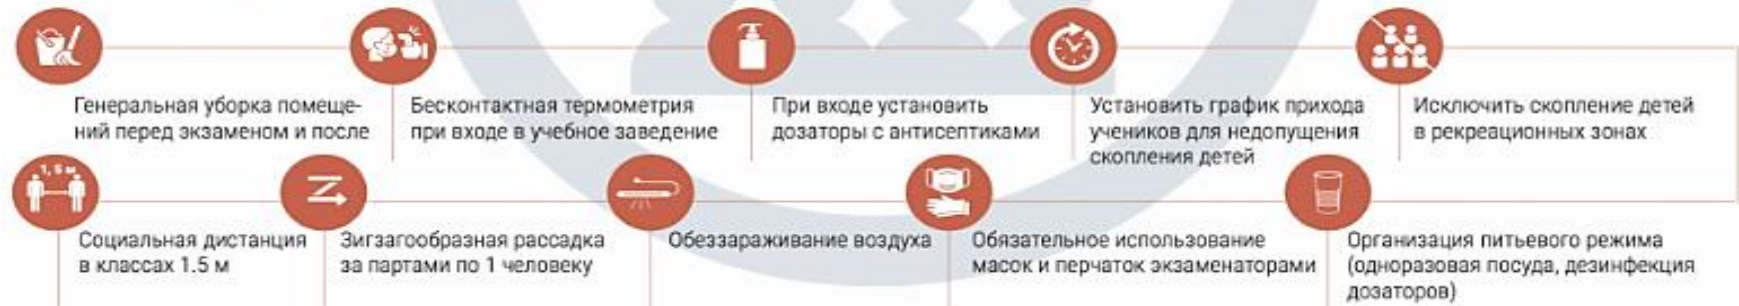 Генеральная уборка помеще-
ний перед экзаменом и после
Бесконтактная термометрия
при входе в учебное заведение
При входе установить
дозаторы с антисептиками
Установить график прихода
учеников для недопущения
скопления детей
Исключить скопление детей
в рекреационных зонах
1,5 м
Социальная дистанция
в классах 1.5 м
Зигзагообразная рассадка
за партами по 1 человеку
Обеззараживание воздуха
Обязательное использование
масок и перчаток экзаменаторами
Организация питьевого режима
(одноразовая посуда, дезинфекция
дозаторов)